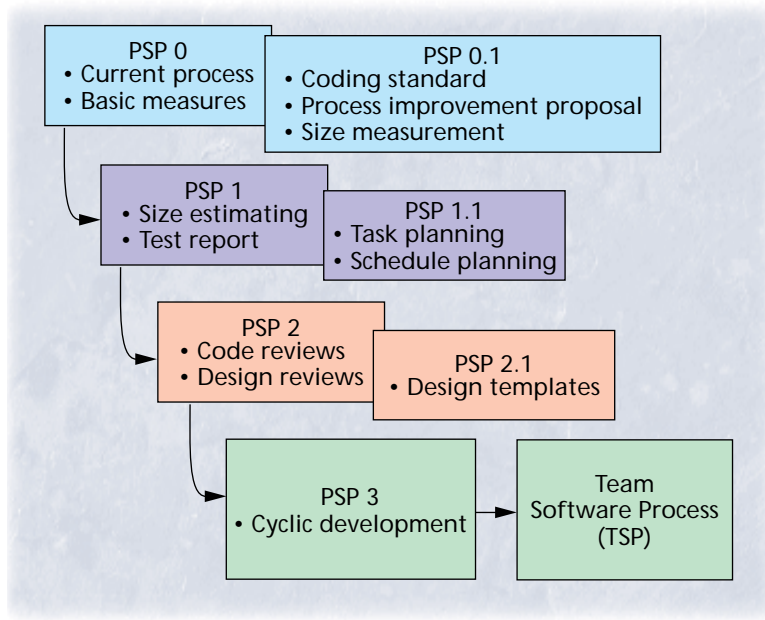 PSP 0
• Current process
• Basic measures
PSP 0.1
• Coding standard
• Process improvement proposal
• Size measurement
PSP 1
• Size estimating
• Test report
PSP 1.1
• Task planning
• Schedule planning
PSP 2
• Code reviews
• Design reviews
PSP 2.1
• Design templates
PSP 3
• Cyclic development
Team
Software Process
(TSP)